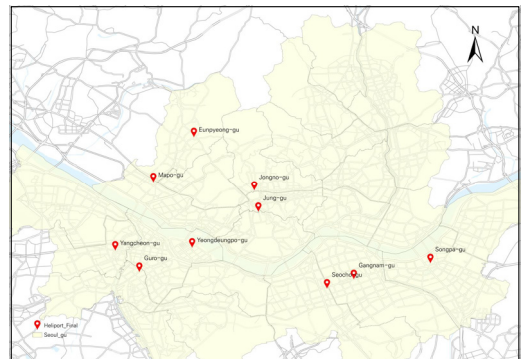 N
Eunpyeong-gu
Mapo-gu
Jongno-gu
Jung-gu
Yangcheon-gu
Yeongdeungpo-gu
Guro-gu
Songpa-gu
Gangnam-gu
Seocho-gu
Heliport_Final
Seoul_gu